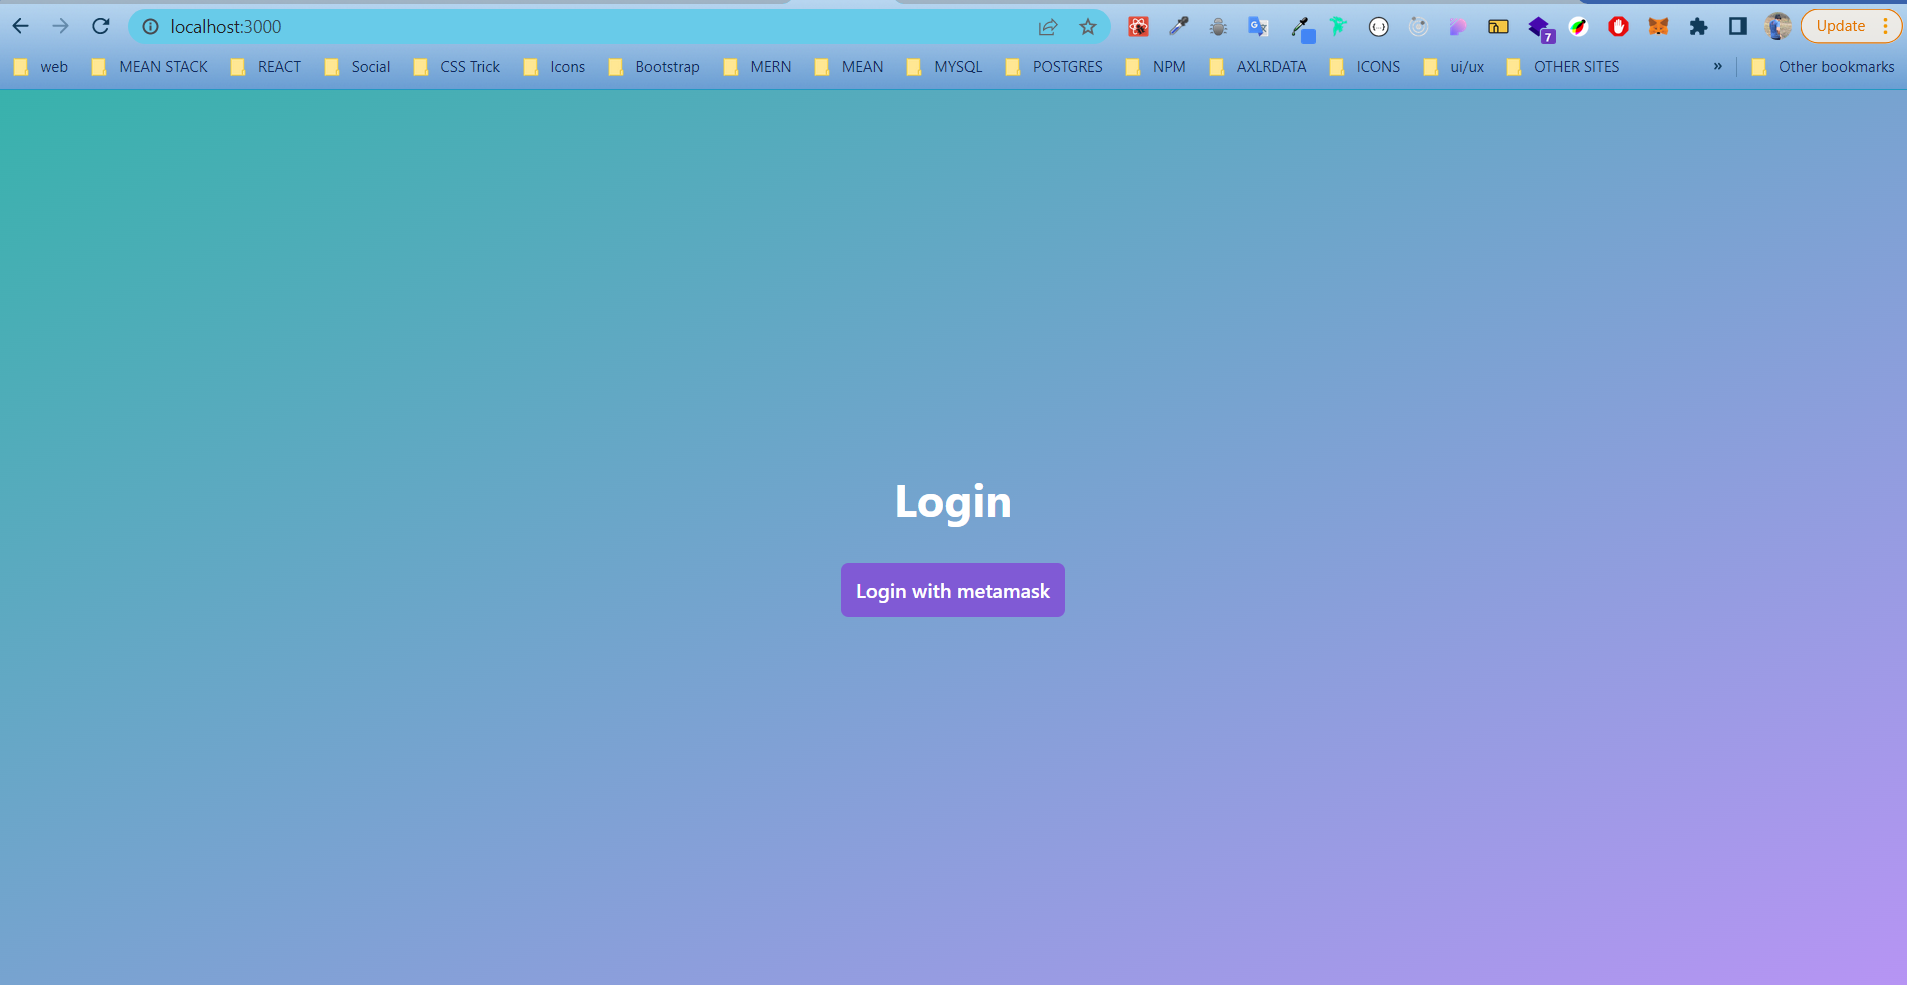 localhost:3000
Update
7
web MEAN STACK REACT Social CSS Trick Icons Bootstrap MERN MEAN MYSQL POSTGRES NPM AXLRDATA ICONS ui/ux OTHER SITES » Other bookmarks
Login
Login with metamask